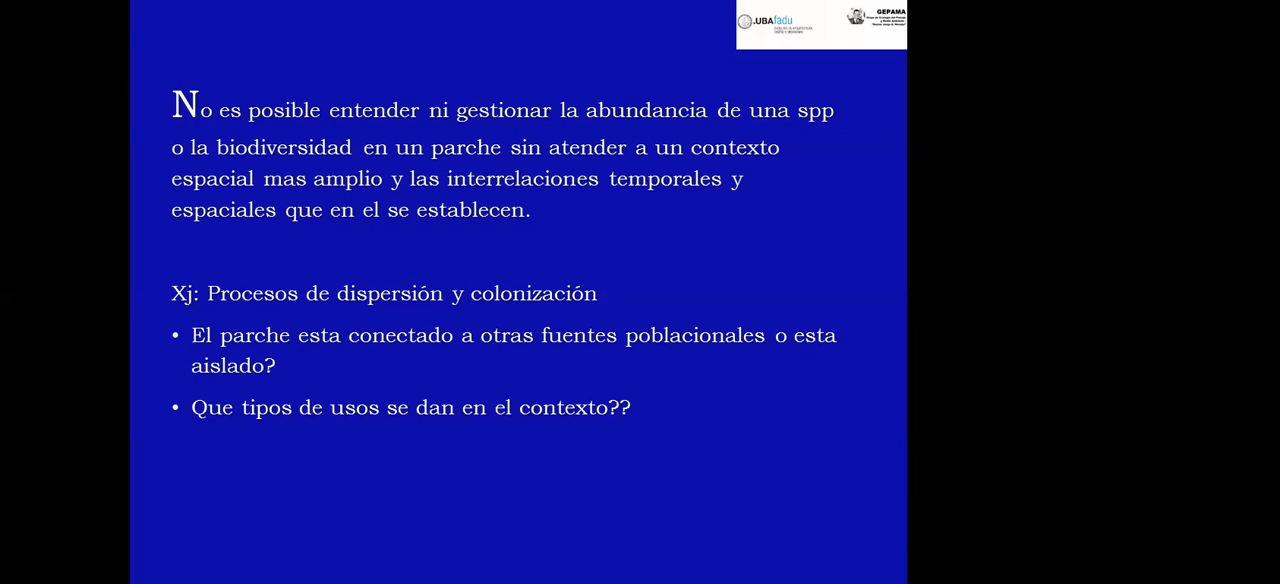 .UBAfadu
GEPAMA
No es posible entender ni gestionar la abundancia de una spp
o la biodiversidad en un parche sin atender a un contexto
espacial mas amplio y las interrelaciones temporales y
espaciales que en el se establecen.
Xj: Procesos de dispersión y colonización
• El parche esta conectado a otras fuentes poblacionales o esta
aislado?
• Que tipos de usos se dan en el contexto??